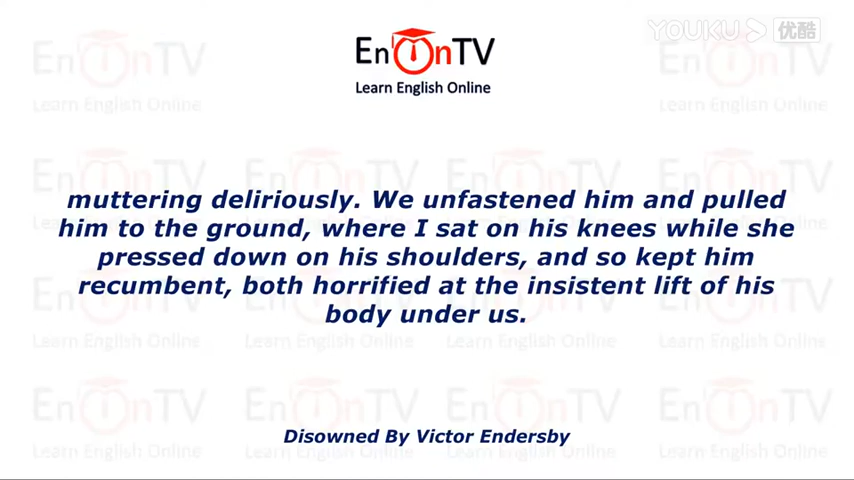 YOUKU 优酷
EnOnTV
Learn English Online
muttering deliriously. We unfastened him and pulled
him to the ground, where I sat on his knees while she
pressed down on his shoulders, and so kept him
recumbent, both horrified at the insistent lift of his
body under us.
Disowned By Victor Endersby